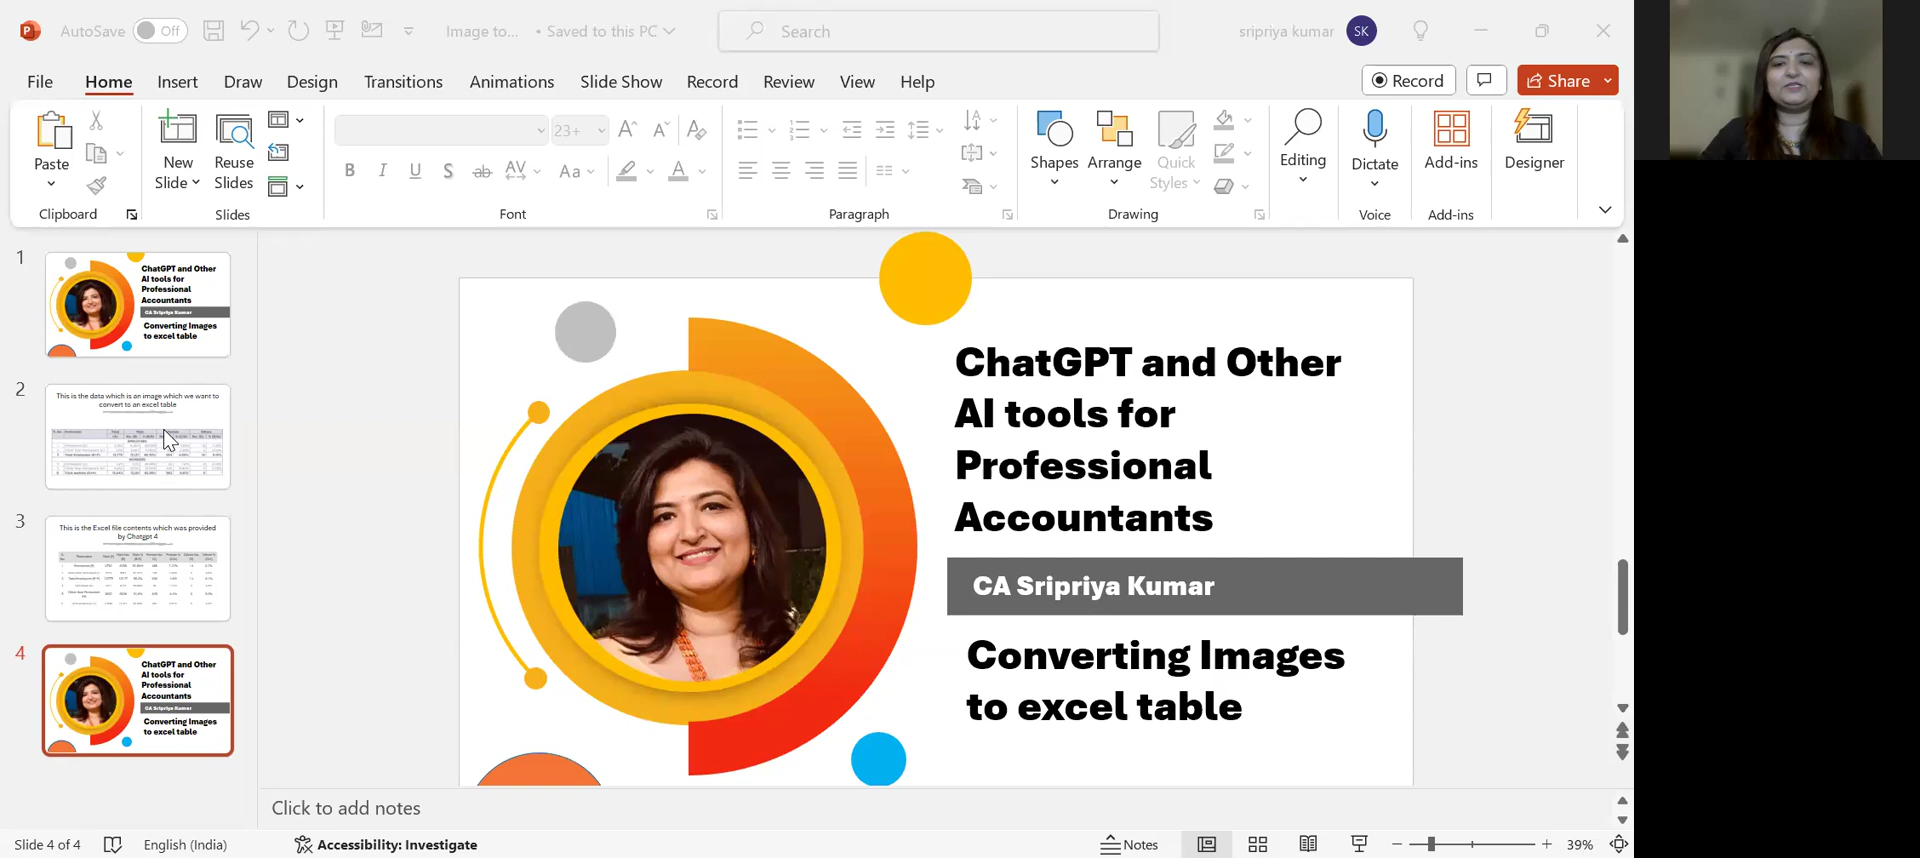 AutoSave Off Image to... • Saved to this PC Search sripriya kumar SK
File Home Insert Draw Design Transitions Animations Slide Show Record Review View Help Record Share
Paste New Slide Reuse Slides 23+ Shapes Arrange Quick Styles Editing Dictate Add-ins Designer
Clipboard Slides Font Paragraph Drawing Voice Add-ins
1
ChatGPT and Other
AI tools for
Professional
Accountants
CA Sripriya Kumar
Converting Images
to excel table
2
This is the data which is an image which we want to
convert to an excel table
3
This is the Excel file contents which was provided
by Chatgpt 4
4
ChatGPT and Other
AI tools for
Professional
Accountants
CA Sripriya Kumar
Converting Images
to excel table
ChatGPT and Other
AI tools for
Professional
Accountants
CA Sripriya Kumar
Converting Images
to excel table
Click to add notes
Slide 4 of 4 English (India) Accessibility: Investigate Notes 39%